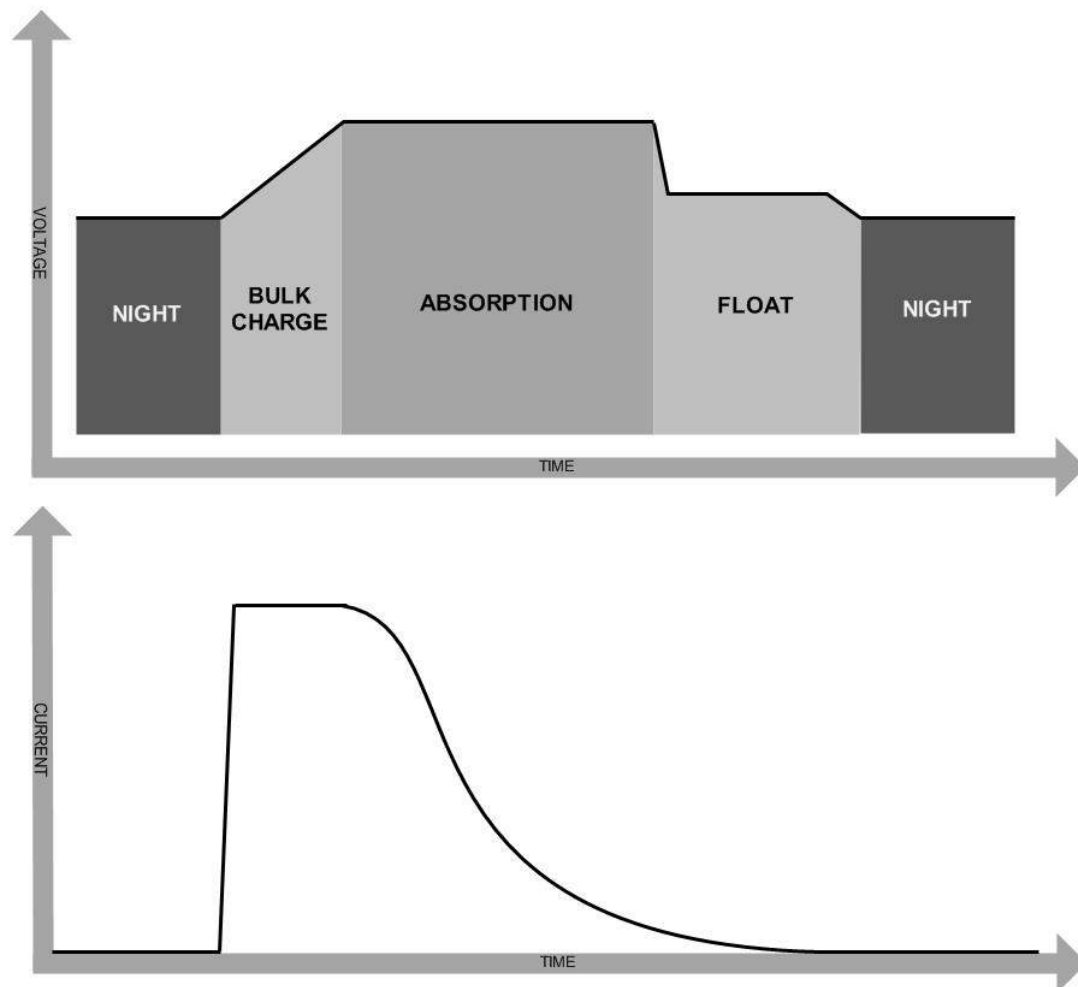 VOLTAGE
NIGHT
BULK
CHARGE
ABSORPTION
FLOAT
NIGHT
TIME
CURRENT
TIME